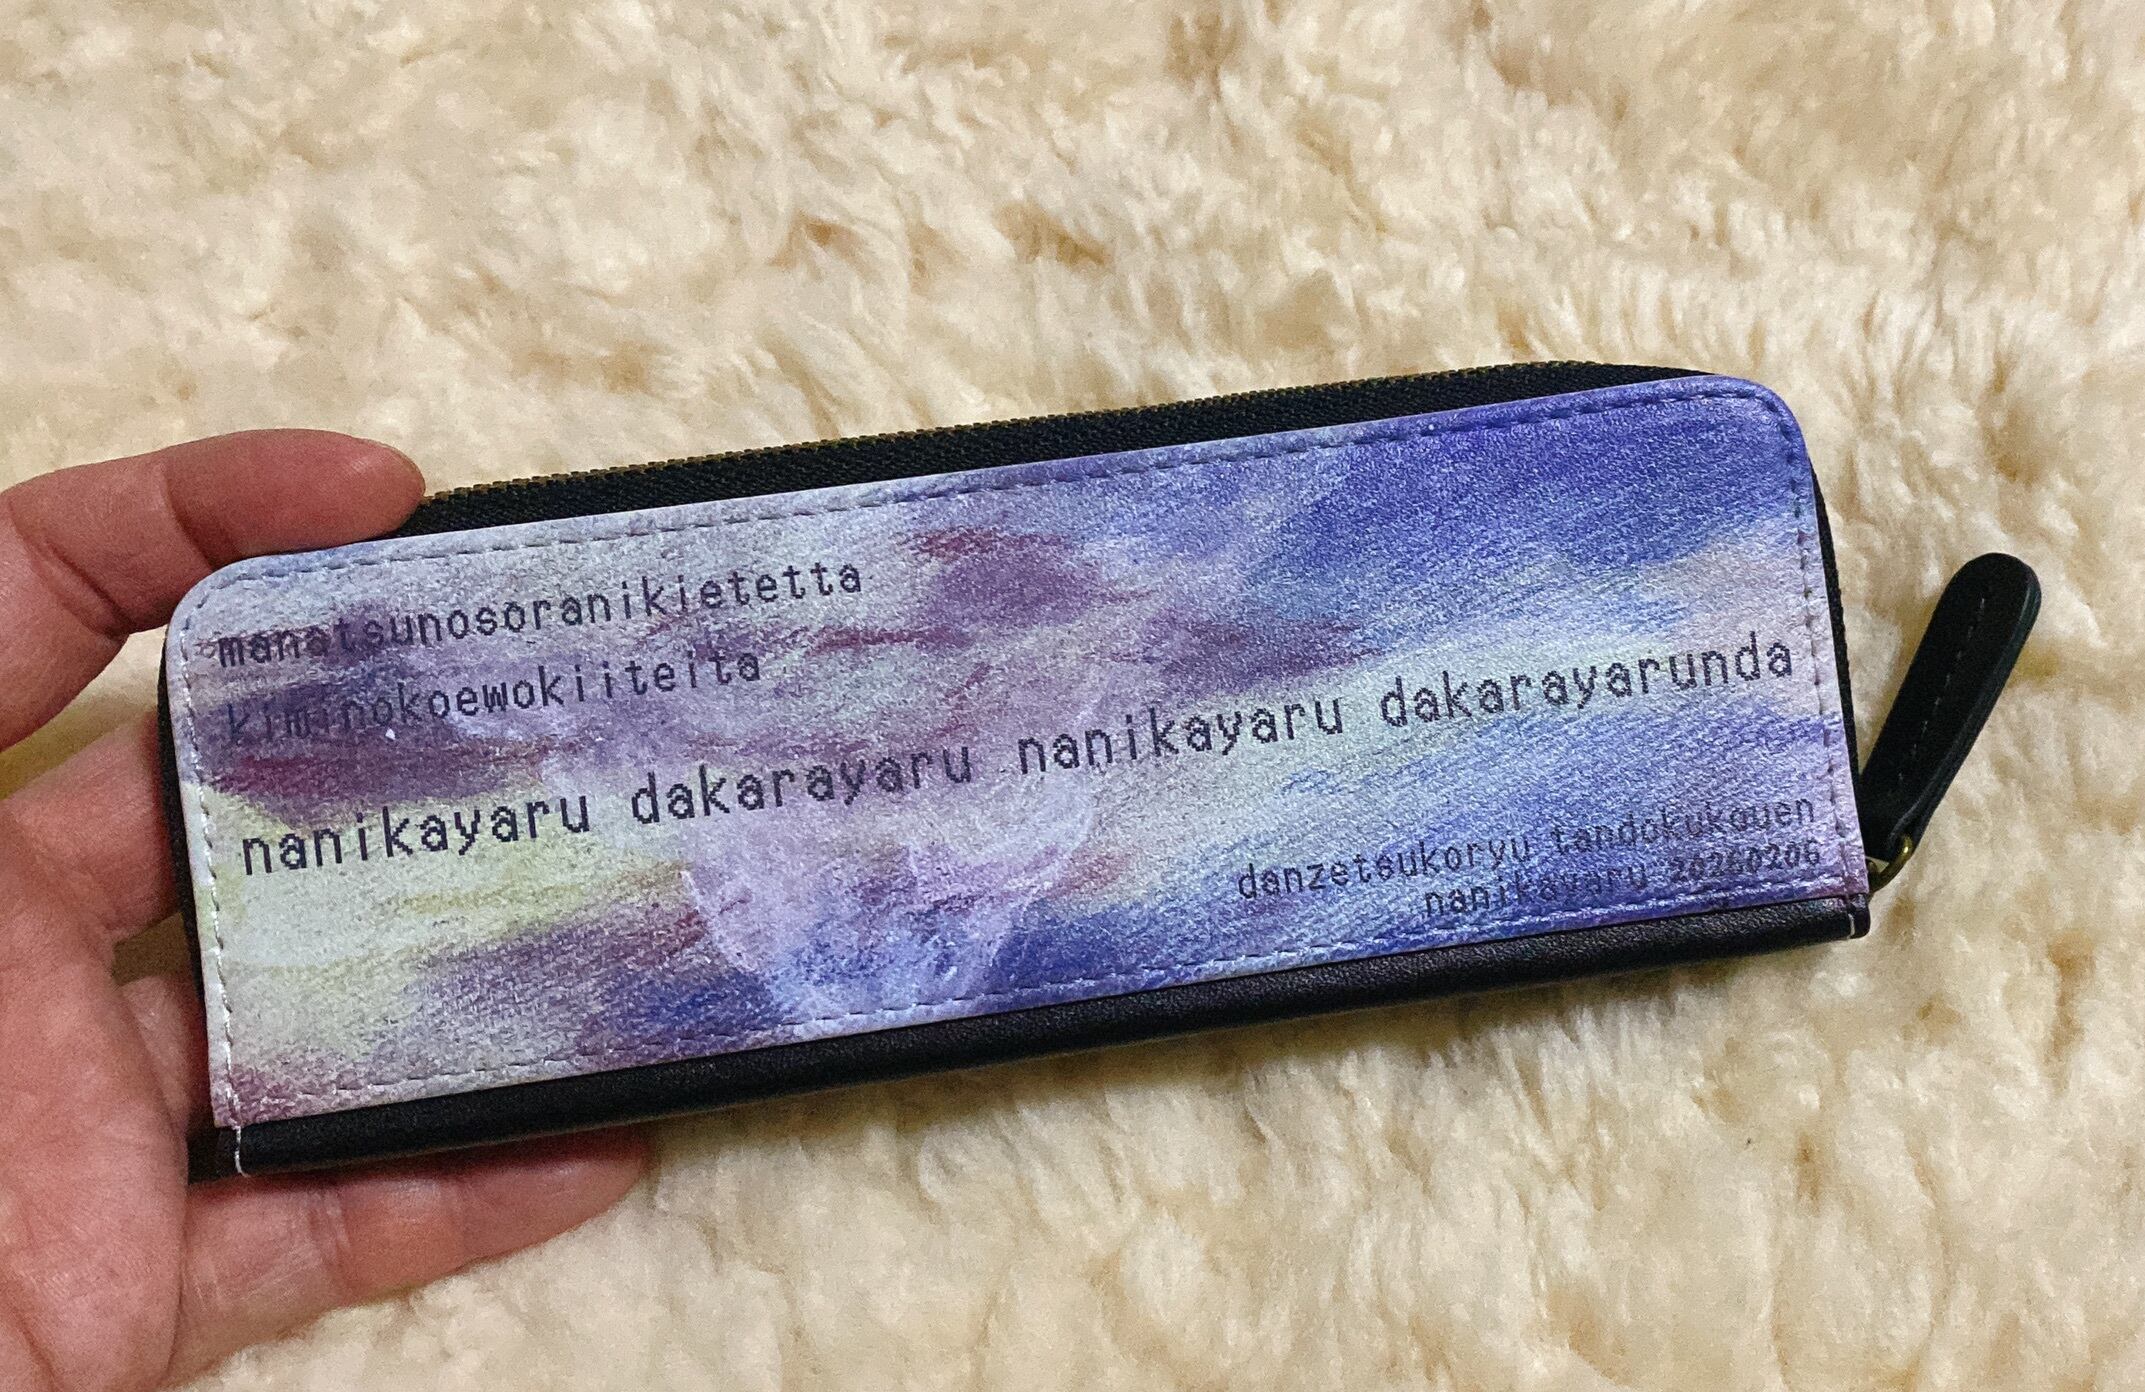 manatsunosoranikietetta
kiminokoewokiiteita
nanikayaru dakarayaru nanikayaru dakarayarunda
danzetsukoryu tandokukouen
nanikayaru 20260206